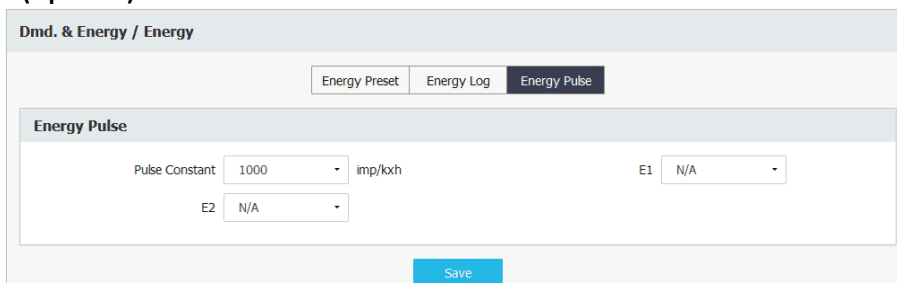 Dmd. & Energy / Energy
Energy Preset Energy Log Energy Pulse
Energy Pulse
Pulse Constant 1000 imp/kxh E1 N/A
E2 N/A
Save